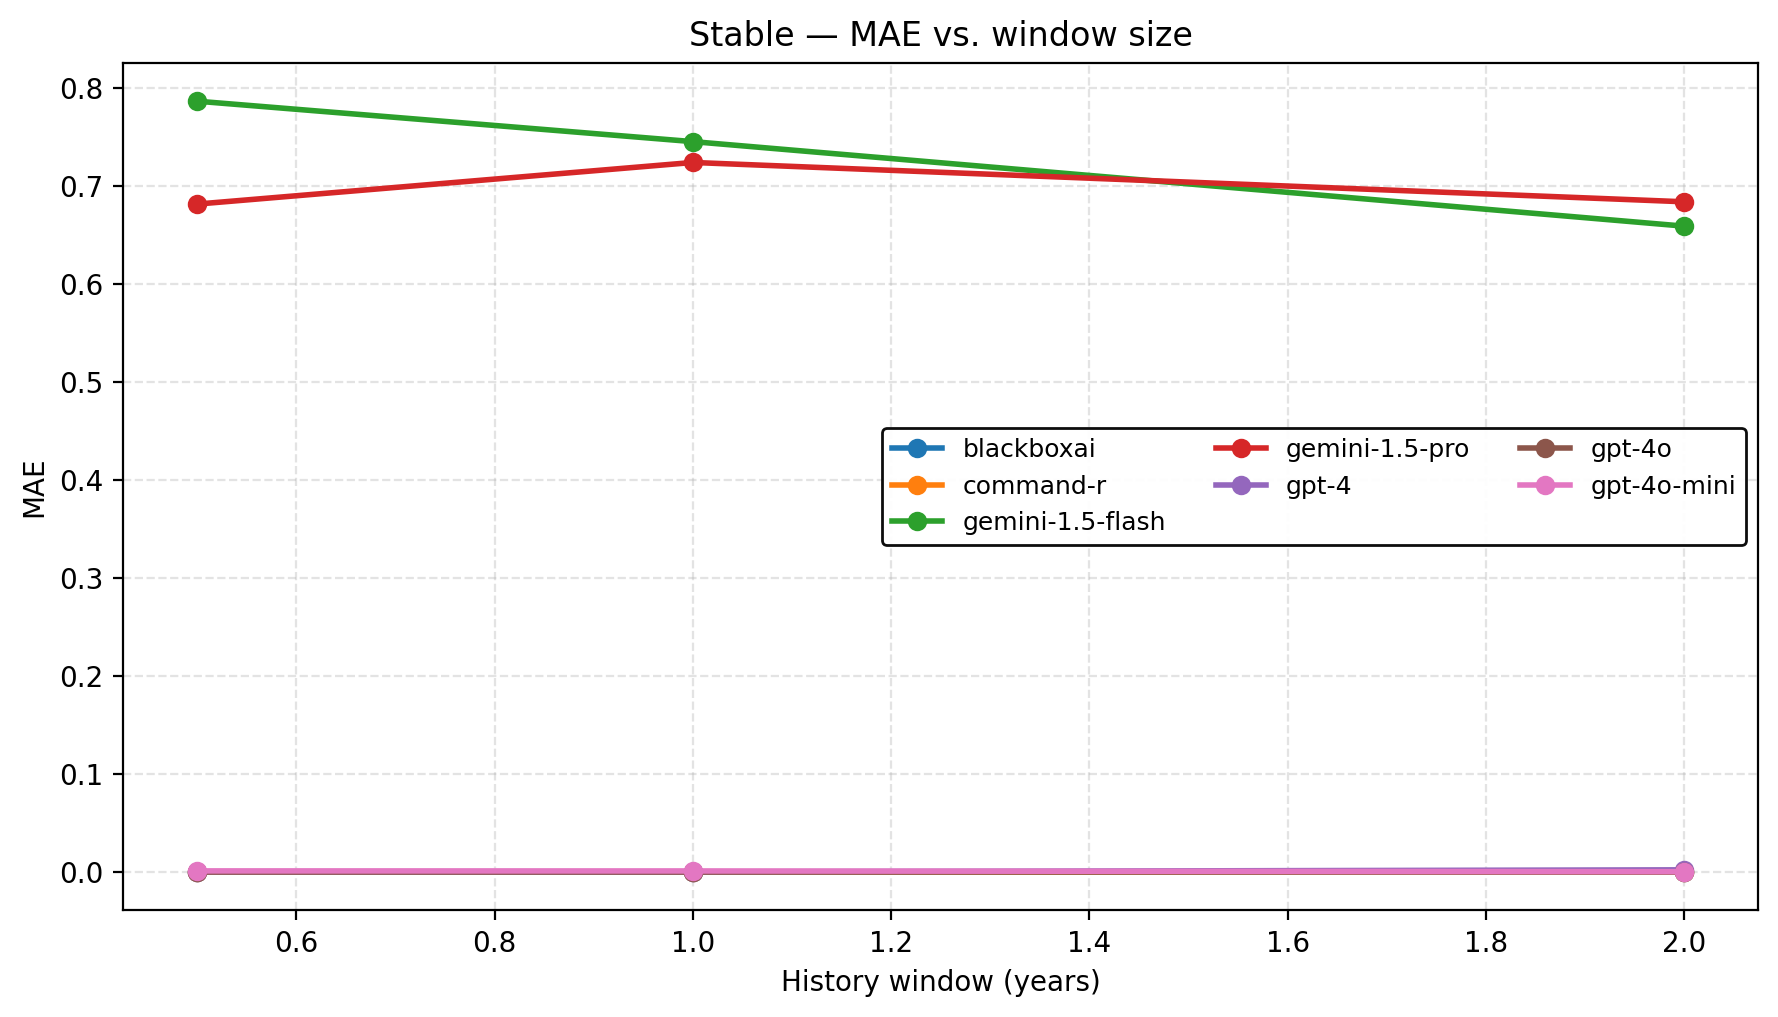 Stable — MAE vs. window size
MAE
0.8
0.7
0.6
0.5
0.4
0.3
0.2
0.1
0.0
blackboxai
command-r
gemini-1.5-flash
gemini-1.5-pro
gpt-4
gpt-4o
gpt-4o-mini
0.6 0.8 1.0 1.2 1.4 1.6 1.8 2.0
History window (years)